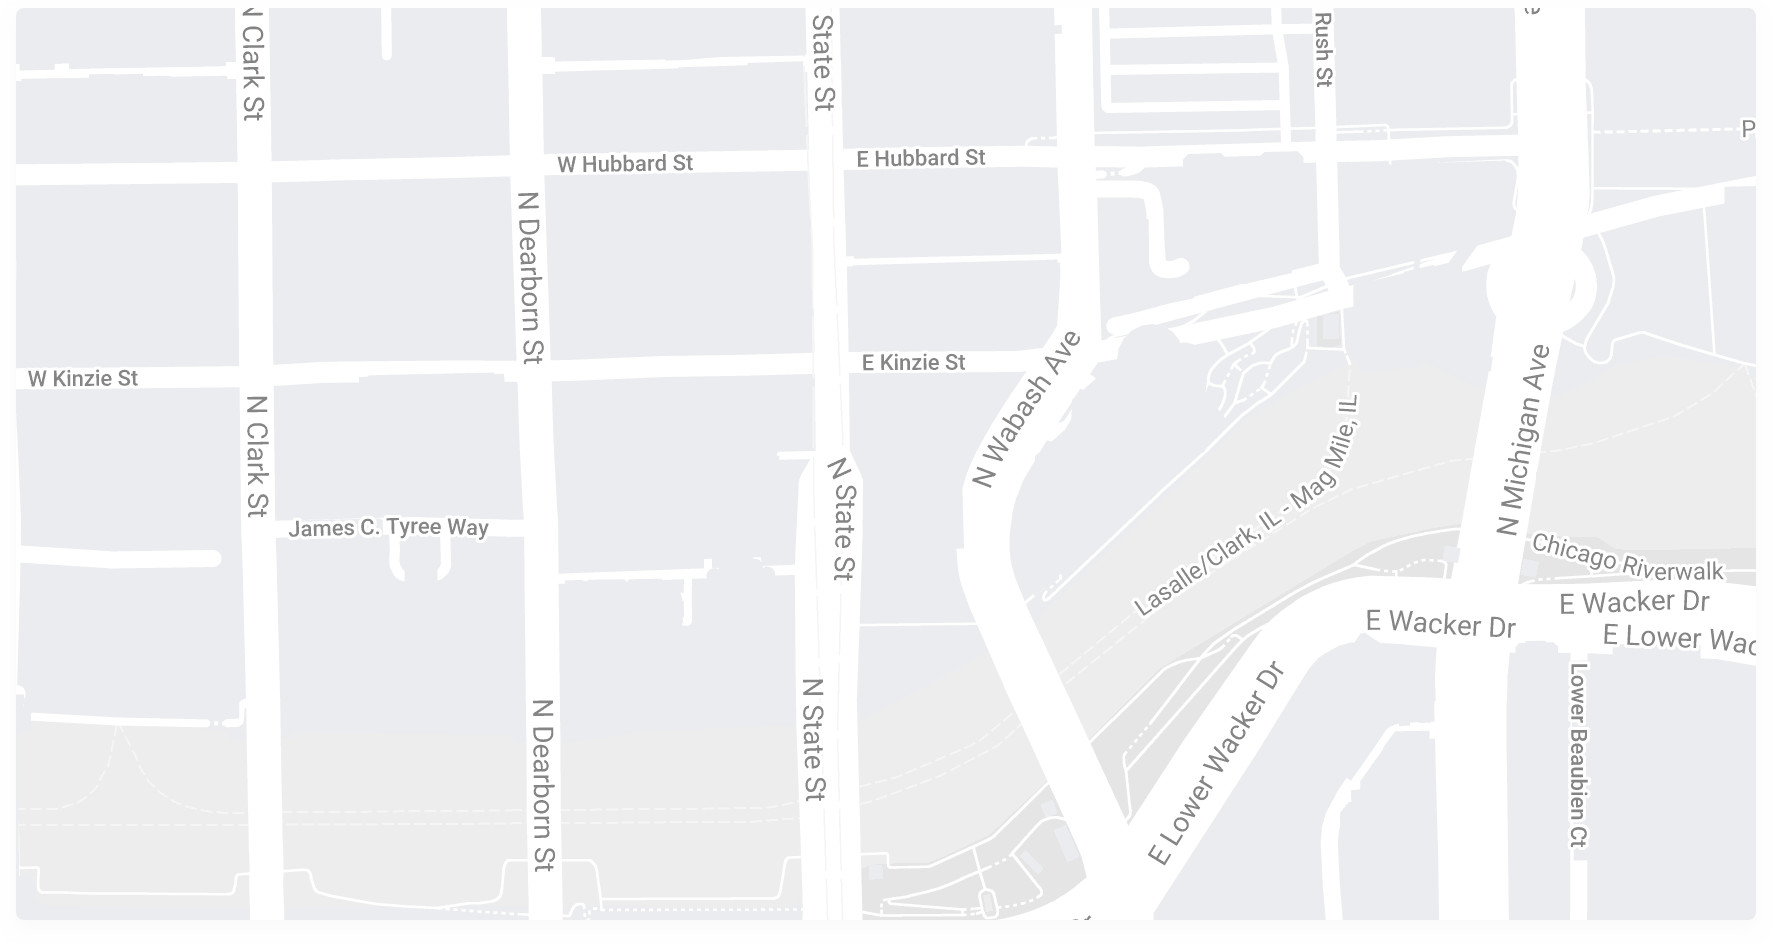 N Clark St
State St
Rush St
P
W Hubbard St
E Hubbard St
N Dearborn St
W Kinzie St
E Kinzie St
N Wabash Ave
N Michigan Ave
N Clark St
Lasalle/Clark, IL - Mag Mile, IL
N State St
James C. Tyree Way
Chicago Riverwalk
E Wacker Dr
E Wacker Dr
E Lower Wac
N State St
N Dearborn St
E Lower Wacker Dr
Lower Beaubien Ct